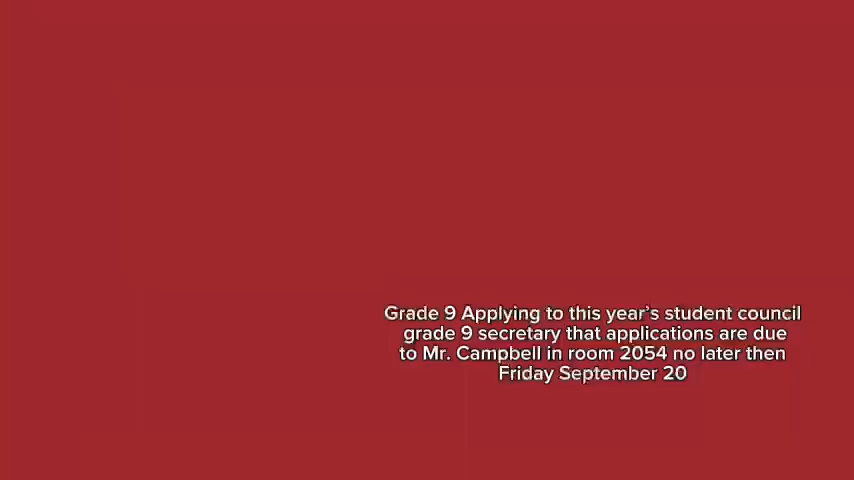 Grade 9 Applying to this year's student council
grade 9 secretary that applications are due
to Mr. Campbell in room 2054 no later then
Friday September 20